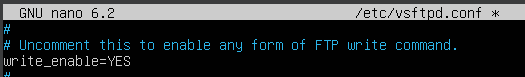 GNU nano 6.2 /etc/vsftpd.conf *
#
# Uncomment this to enable any form of FTP write command.
write_enable=YES
#